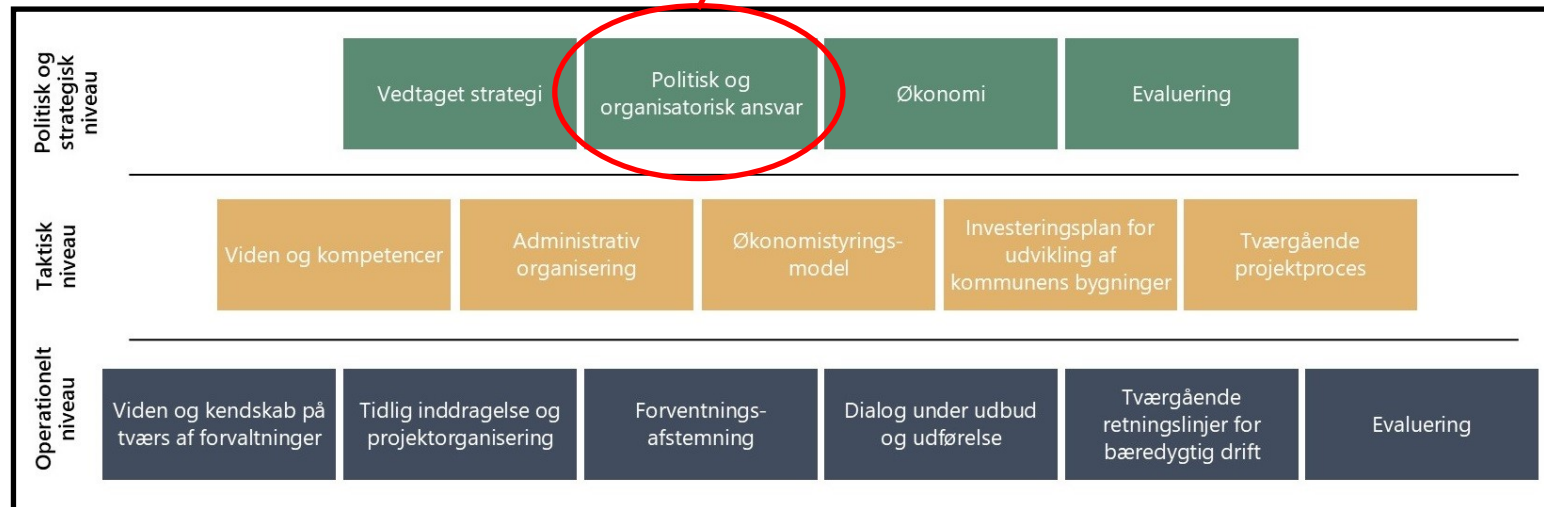 Politisk og
strategisk
niveau
Vedtaget strategi
Politisk og
organisatorisk ansvar
Økonomi
Evaluering
Taktisk
niveau
Viden og kompetencer
Administrativ
organisering
Økonomistyrings-
model
Investeringsplan for
udvikling af
kommunens bygninger
Tværgående
projektproces
Operationelt
niveau
Viden og kendskab på
tværs af forvaltninger
Tidlig inddragelse og
projektorganisering
Forventnings-
afstemning
Dialog under udbud
og udførelse
Tværgående
retningslinjer for
bæredygtig drift
Evaluering